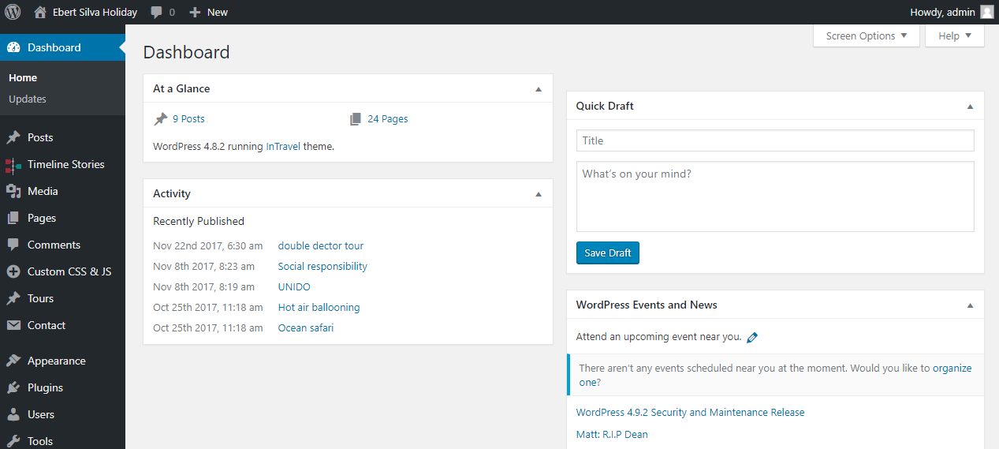 Ebert Silva Holiday 0 New Howdy, admin
Dashboard
Home
Updates
Posts
Timeline Stories
Media
Pages
Comments
Custom CSS & JS
Tours
Contact
Appearance
Plugins
Users
Tools
Screen Options Help
Dashboard
At a Glance
9 Posts 24 Pages
WordPress 4.8.2 running InTravel theme.
Activity
Recently Published
Nov 22nd 2017, 6:30 am double dector tour
Nov 8th 2017, 8:23 am Social responsibility
Nov 8th 2017, 8:19 am UNIDO
Oct 25th 2017, 11:18 am Hot air ballooning
Oct 25th 2017, 11:18 am Ocean safari
Quick Draft
Title
What's on your mind?
Save Draft
WordPress Events and News
Attend an upcoming event near you.
There aren't any events scheduled near you at the moment. Would you like to organize
one?
WordPress 4.9.2 Security and Maintenance Release
Matt: R.I.P Dean